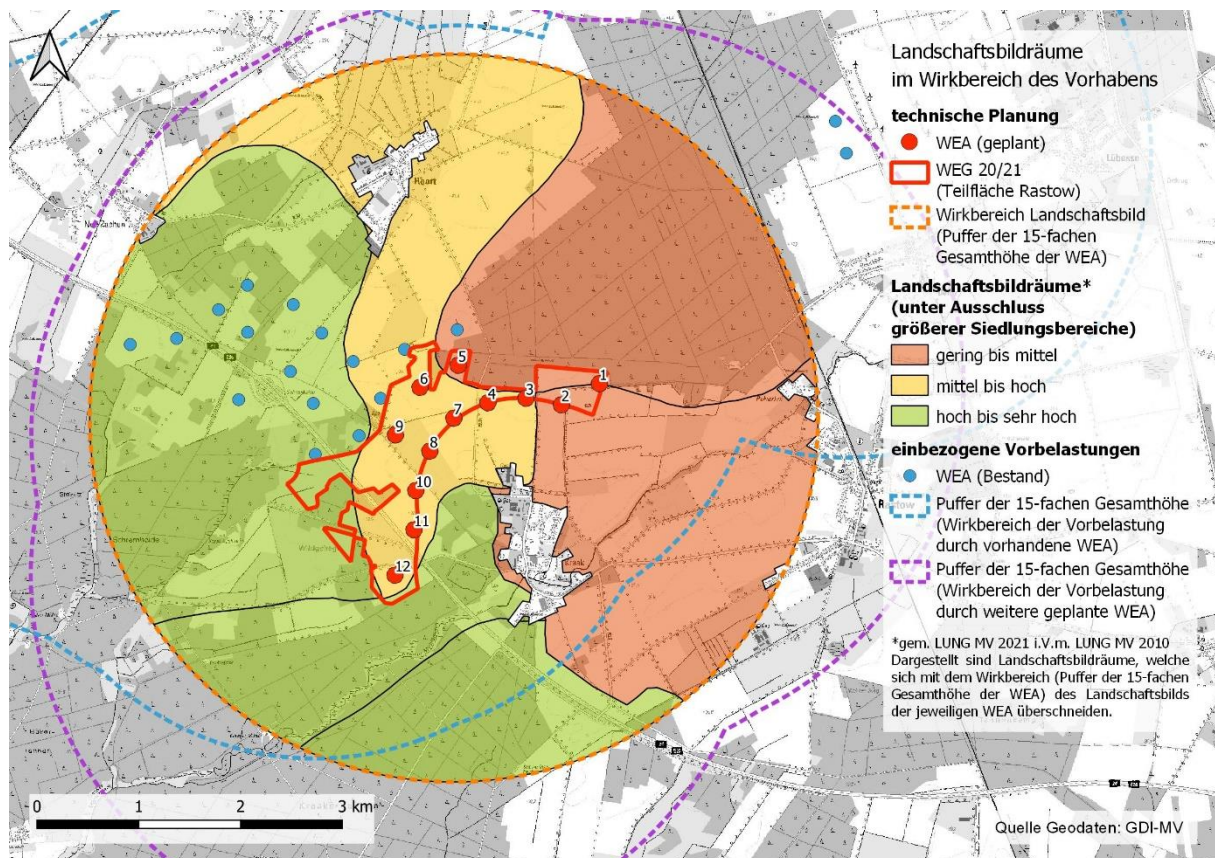 Landschaftsbildräume
im Wirkbereich des Vorhabens
technische Planung
WEA (geplant)
WEG 20/21
(Teilfläche Rastow)
Wirkbereich Landschaftsbild
(Puffer der 15-fachen
Gesamthöhe der WEA)
Landschaftsbildräume*
(unter Ausschluss
größerer Siedlungsbereiche)
gering bis mittel
mittel bis hoch
hoch bis sehr hoch
einbezogene Vorbelastungen
WEA (Bestand)
Puffer der 15-fachen Gesamthöhe
(Wirkbereich der Vorbelastung
durch vorhandene WEA)
Puffer der 15-fachen Gesamthöhe
(Wirkbereich der Vorbelastung
durch weitere geplante WEA)
*gem. LUNG MV 2021 i.V.m. LUNG MV 2010
Dargestellt sind Landschaftsbildräume, welche
sich mit dem Wirkbereich (Puffer der 15-fachen
Gesamthöhe der WEA) des Landschaftsbilds
der jeweiligen WEA überschneiden.
Lübesse
Rastow
Kraak
5
1
6
3
4
2
7
9
8
10
11
12
0 1 2 3 km
Quelle Geodaten: GDI-MV